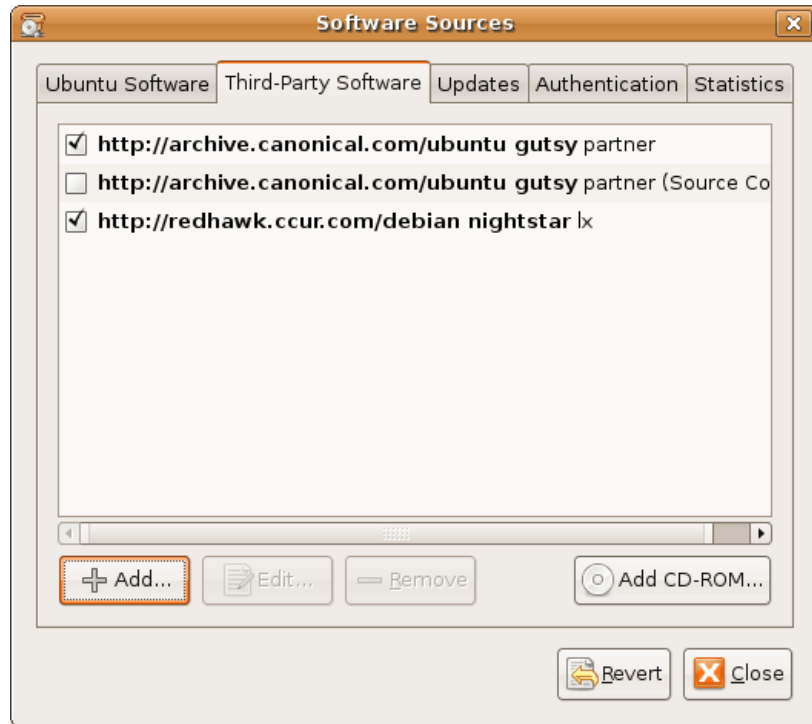 Software Sources
Ubuntu Software Third-Party Software Updates Authentication Statistics
http://archive.canonical.com/ubuntu gutsy partner
http://archive.canonical.com/ubuntu gutsy partner (Source Co
http://redhawk.ccur.com/debian nightstar lx
Add... Edit... Remove Add CD-ROM...
Revert Close